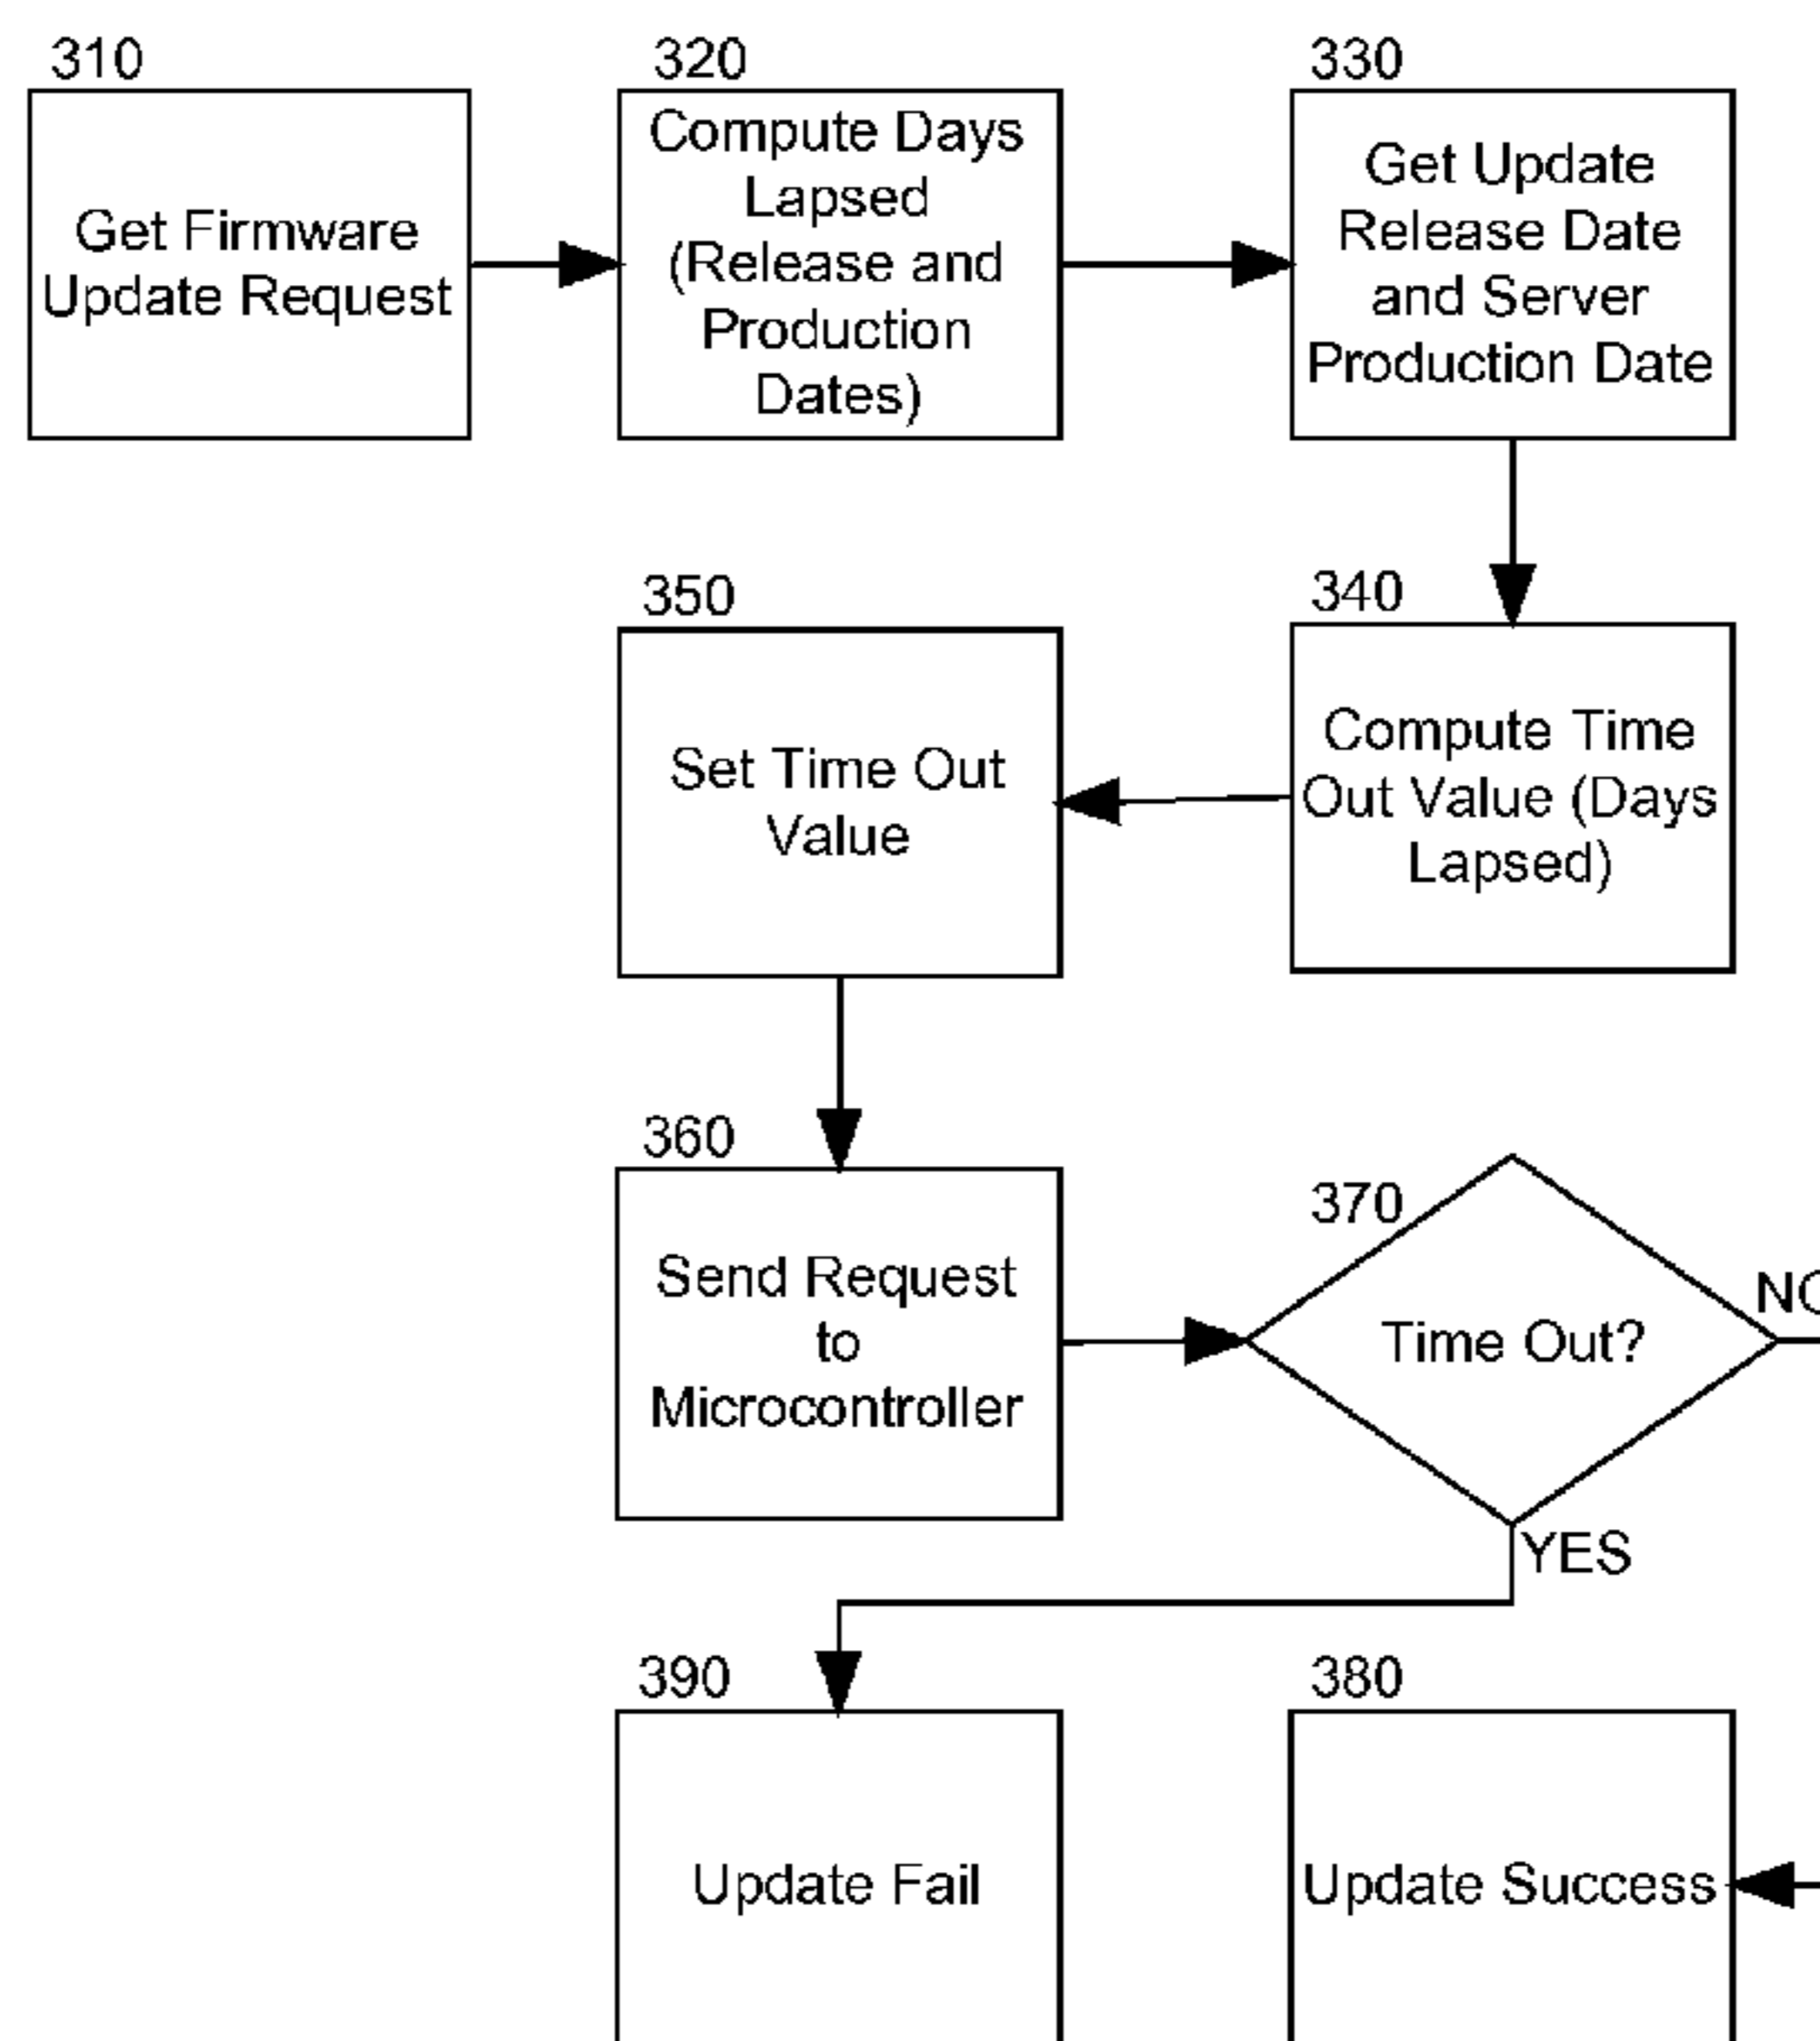 310
Get Firmware
Update Request
320
Compute Days
Lapsed
(Release and
Production
Dates)
330
Get Update
Release Date
and Server
Production Date
340
Compute Time
Out Value (Days
Lapsed)
350
Set Time Out
Value
360
Send Request
to
Microcontroller
370
Time Out?
NO
YES
390
Update Fail
380
Update Success